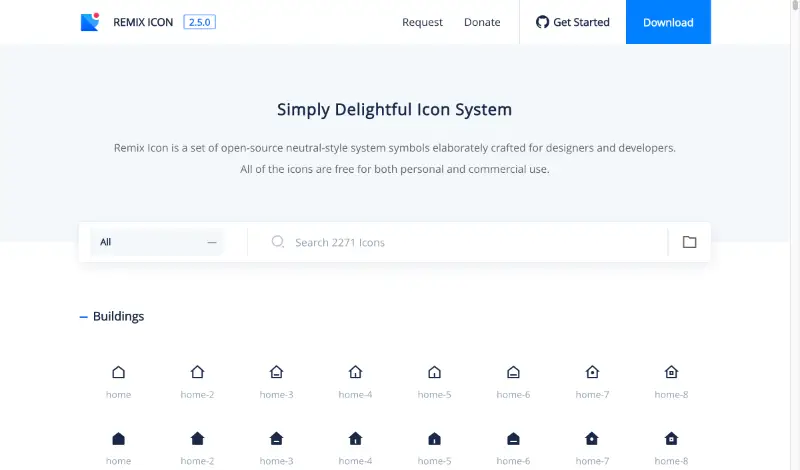 REMIX ICON 2.5.0 Request Donate Get Started Download
Simply Delightful Icon System
Remix Icon is a set of open-source neutral-style system symbols elaborately crafted for designers and developers.
All of the icons are free for both personal and commercial use.
All Search 2271 Icons
Buildings
home home-2 home-3 home-4 home-5 home-6 home-7 home-8
home home-2 home-3 home-4 home-5 home-6 home-7 home-8